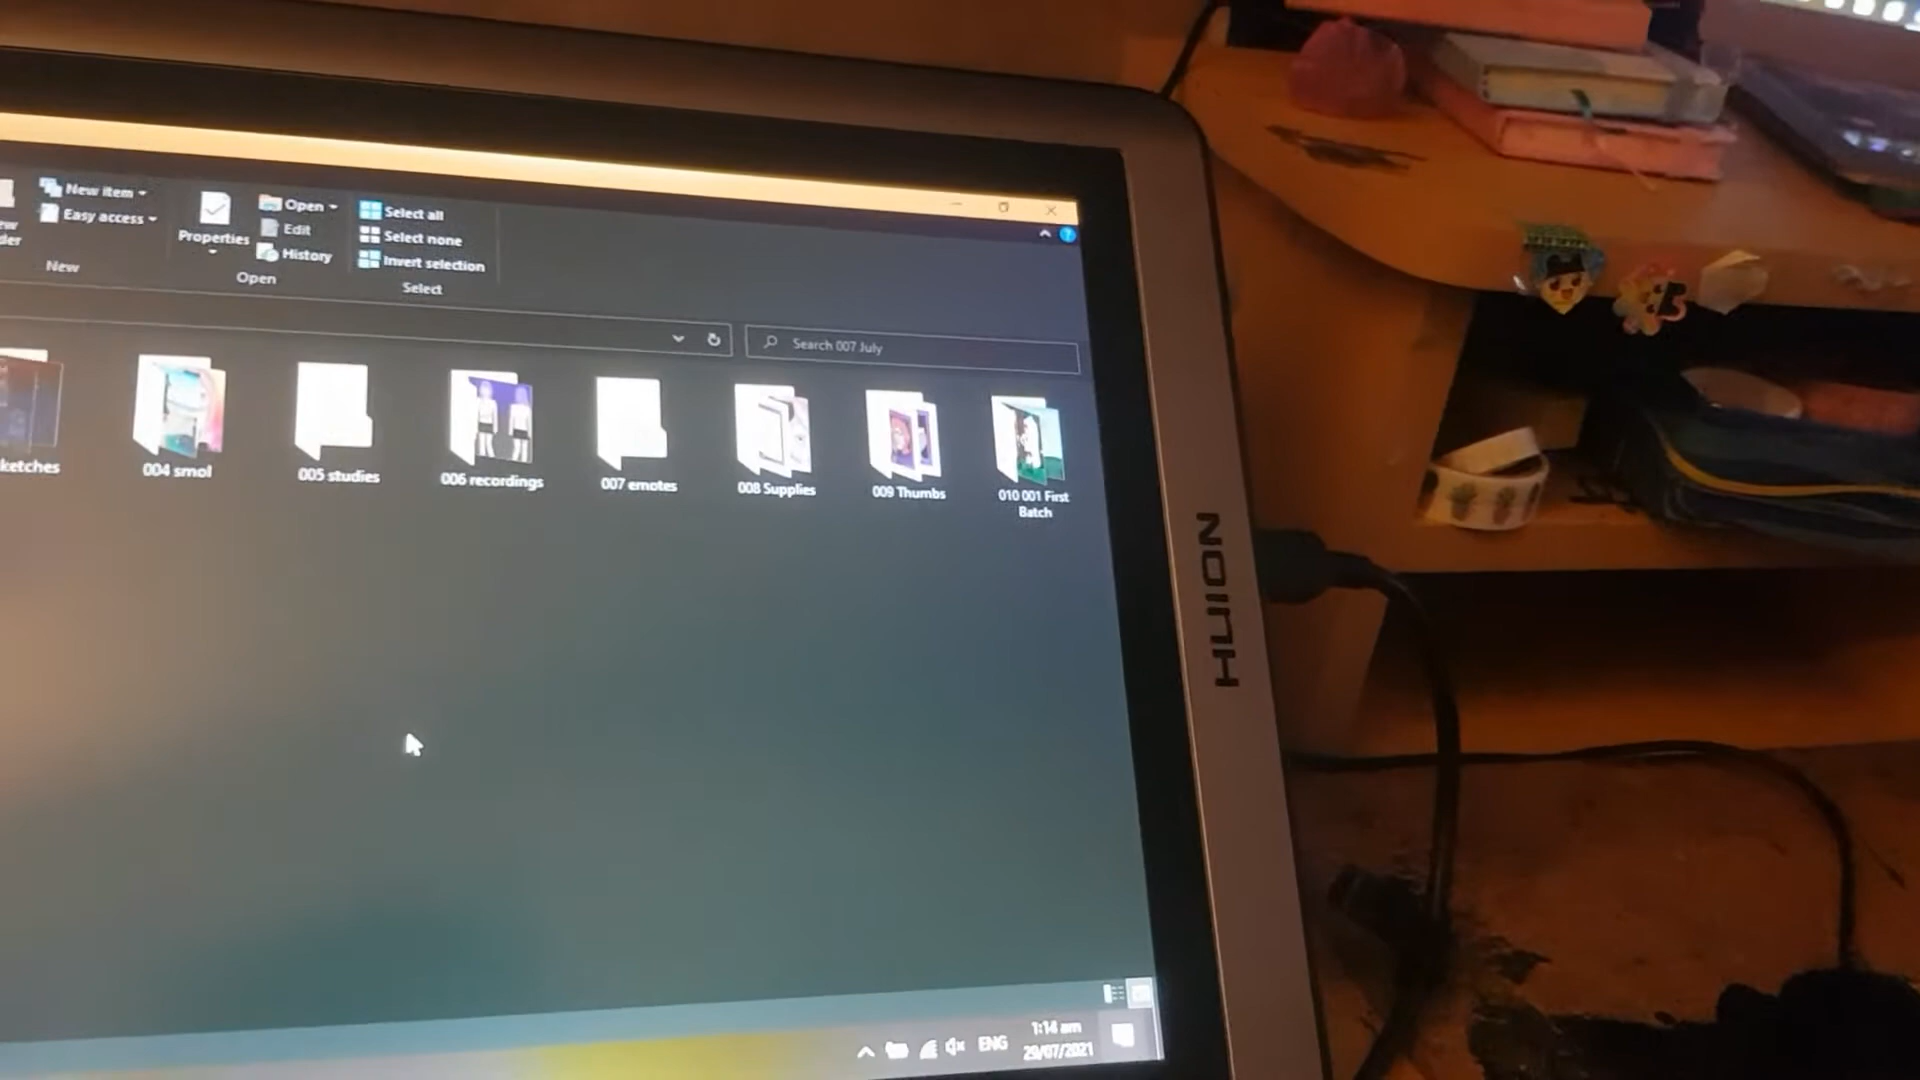 New item
Easy access
New
Properties
Open
Edit
History
Open
Select all
Select none
Invert selection
Select
Search 007 July
ketches
004 smol
005 studies
006 recordings
007 emotes
008 Supplies
009 Thumbs
010 001 First
Batch
HUION
ENG
1:14 am
29/07/2021